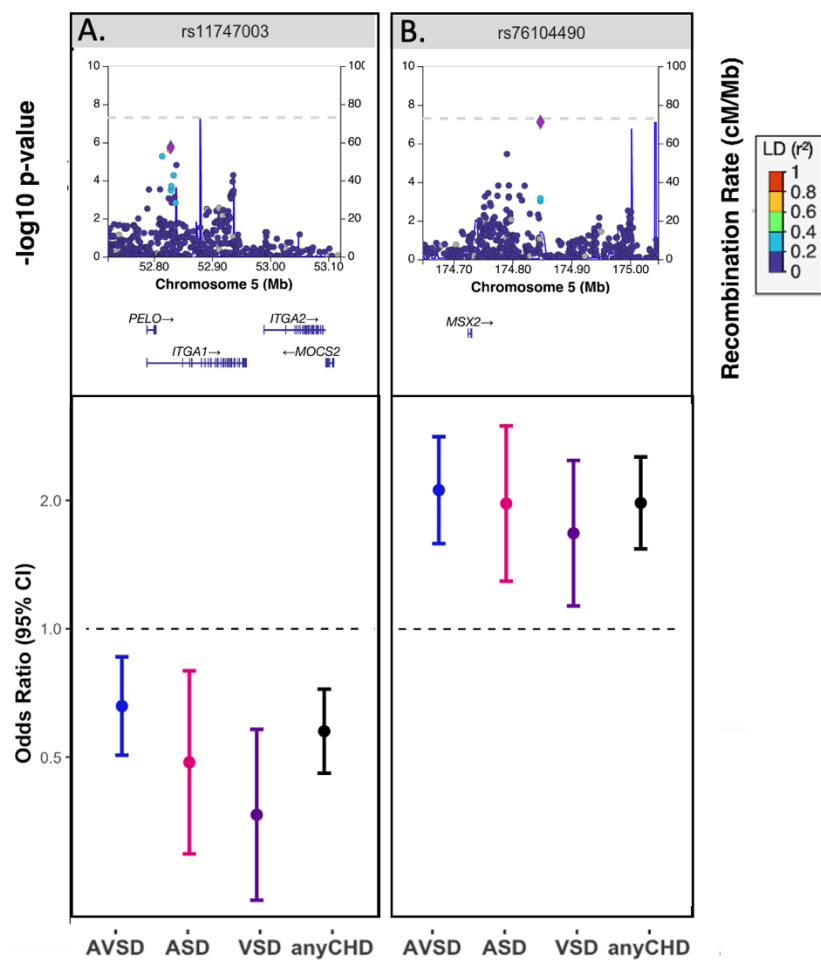 A.
rs11747003
B.
rs76104490
-log10 p-value
10
8
6
4
2
0
100
80
60
40
20
0
52.80 52.90 53.00 53.10
Chromosome 5 (Mb)
PELO→
ITGA2→
ITGA1→
←MOCS2
10
8
6
4
2
0
100
80
60
40
20
0
174.70 174.80 174.90 175.00
Chromosome 5 (Mb)
MSX2→
Recombination Rate (cM/Mb)
LD (r²)
1
0.8
0.6
0.4
0.2
0
Odds Ratio (95% CI)
2.0
1.0
0.5
AVSD ASD VSD anyCHD
AVSD ASD VSD anyCHD